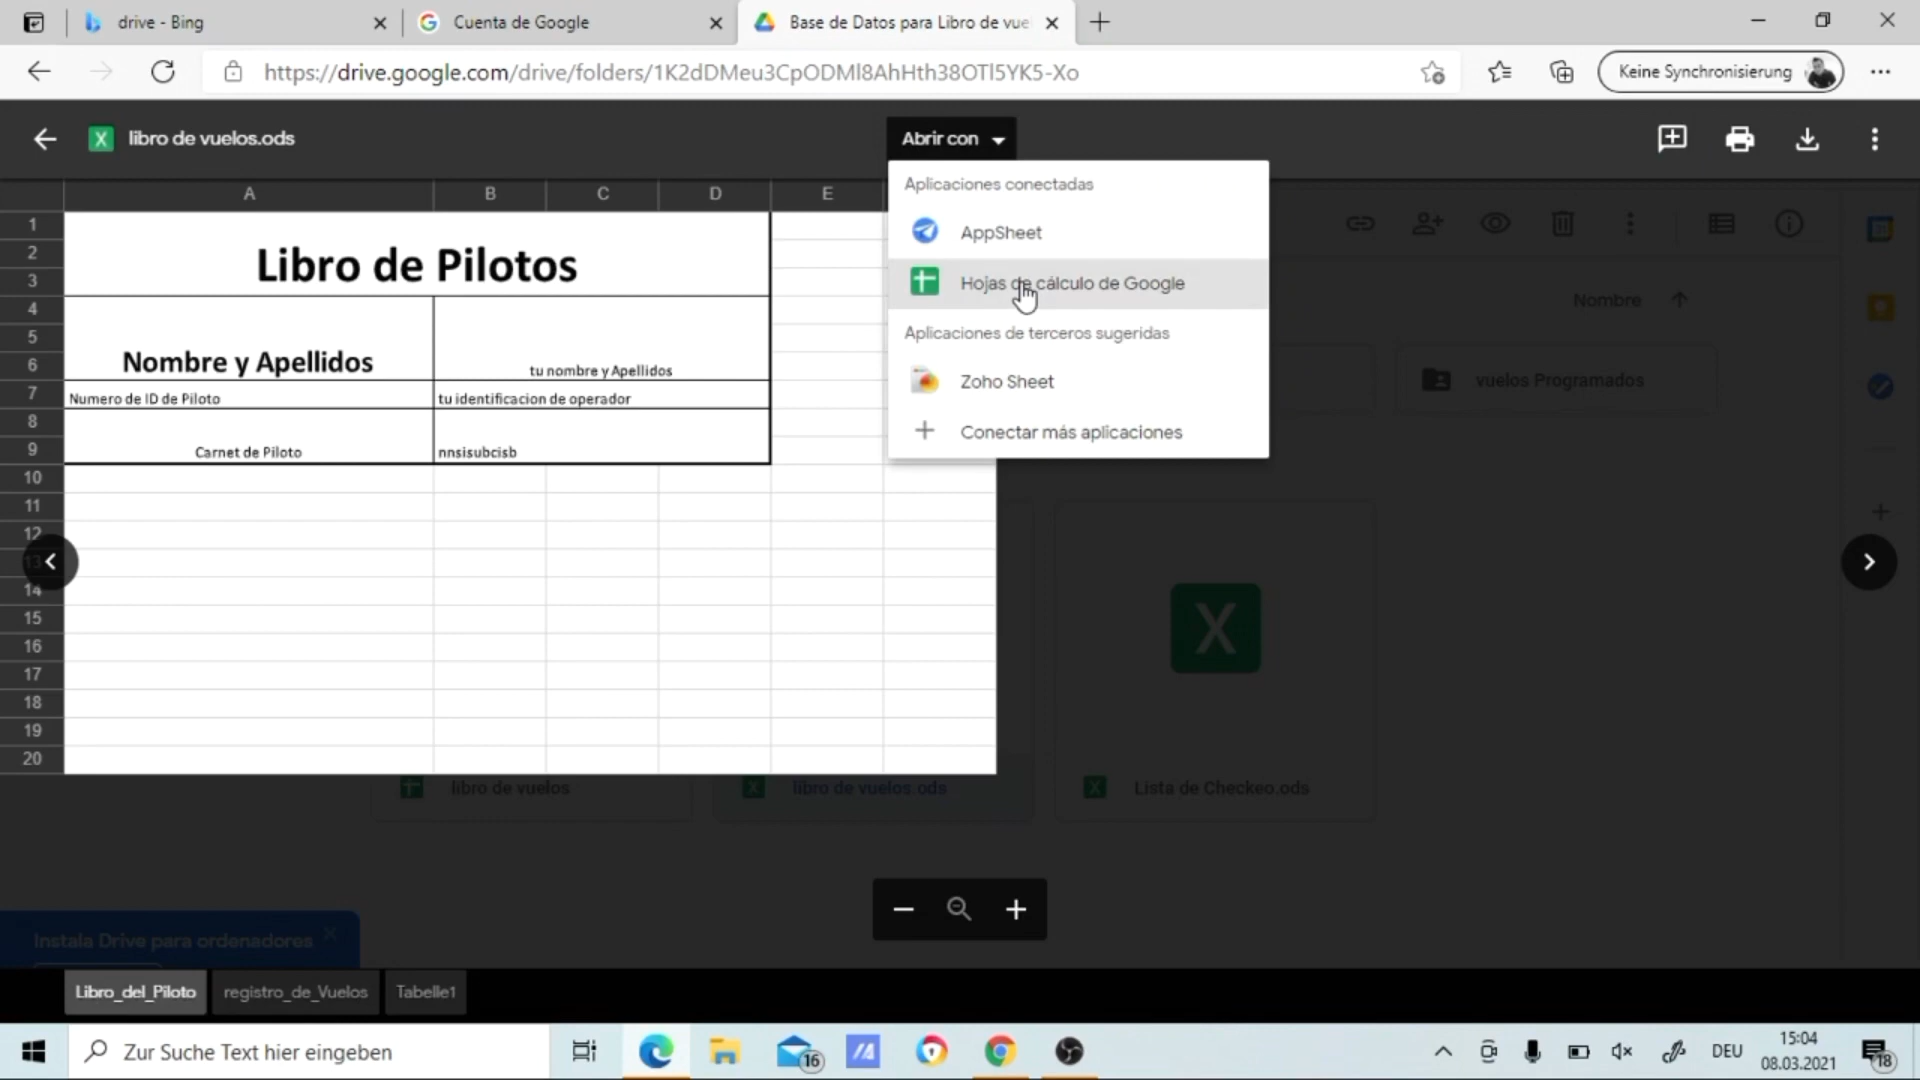 drive - Bing
Cuenta de Google
Base de Datos para Libro de vue
https://drive.google.com/drive/folders/1K2dDMeu3CpODMl8AhHth38OTl5YK5-Xo
Keine Synchronisierung
libro de vuelos.ods
Abrir con
Aplicaciones conectadas
AppSheet
Hojas de cálculo de Google
Aplicaciones de terceros sugeridas
Zoho Sheet
Conectar más aplicaciones
A B C D E
1
2
3
4
5
6
7
8
9
10
11
12
13
14
15
16
17
18
19
20
Libro de Pilotos
Nombre y Apellidos
tu nombre y Apellidos
Numero de ID de Piloto
tu identificacion de operador
Carnet de Piloto
nnsisubcisb
Nombre
vuelos Programados
X
libro de vuelos
libro de vuelos.ods
Lista de Checkeo.ods
Instala Drive para ordenadores
Libro_del_Piloto
registro_de_Vuelos
Tabelle1
Zur Suche Text hier eingeben
16
DEU
15:04
08.03.2021
18